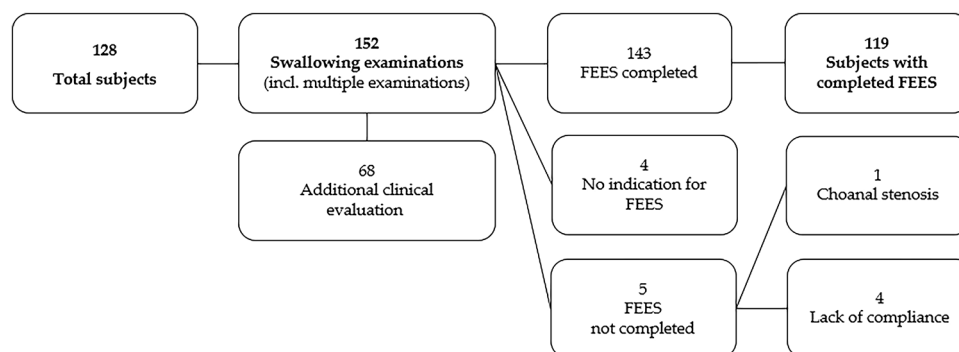 128
Total subjects
152
Swallowing examinations
(incl. multiple examinations)
143
FEES completed
119
Subjects with
completed FEES
68
Additional clinical
evaluation
4
No indication for
FEES
1
Choanal stenosis
5
FEES
not completed
4
Lack of compliance